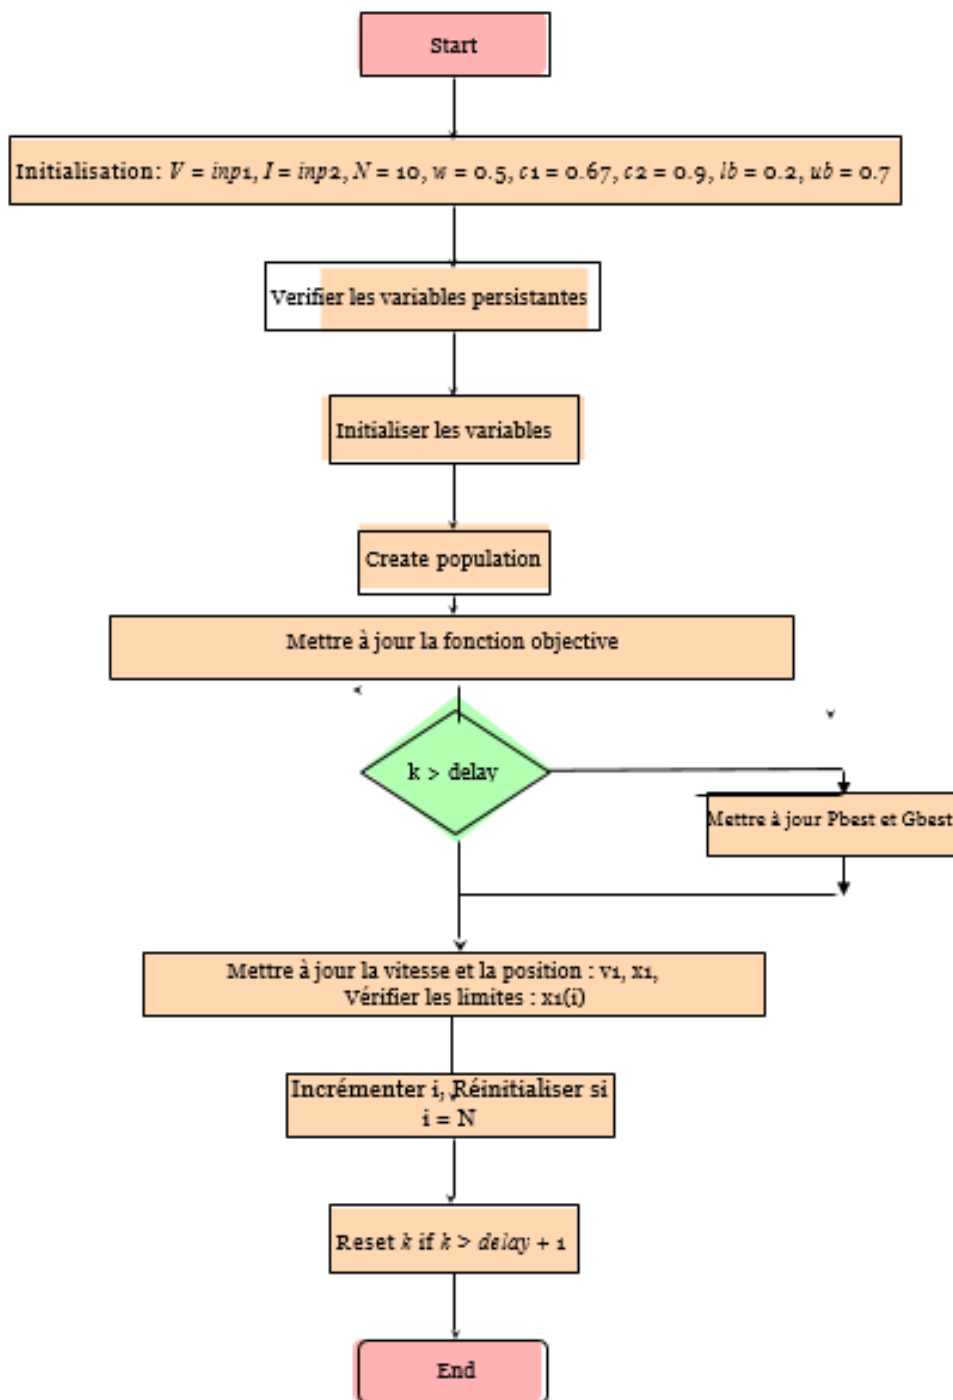 Start
Initialisation: V = inp1, I = inp2, N = 10, w = 0.5, c1 = 0.67, c2 = 0.9, lb = 0.2, ub = 0.7
Verifier les variables persistantes
Initialiser les variables
Create population
Mettre à jour la fonction objective
k > delay
Mettre à jour Pbest et Gbest
Mettre à jour la vitesse et la position : v1, x1,
Vérifier les limites : x1(i)
Incrémenter i, Réinitialiser si
i = N
Reset k if k > delay + 1
End